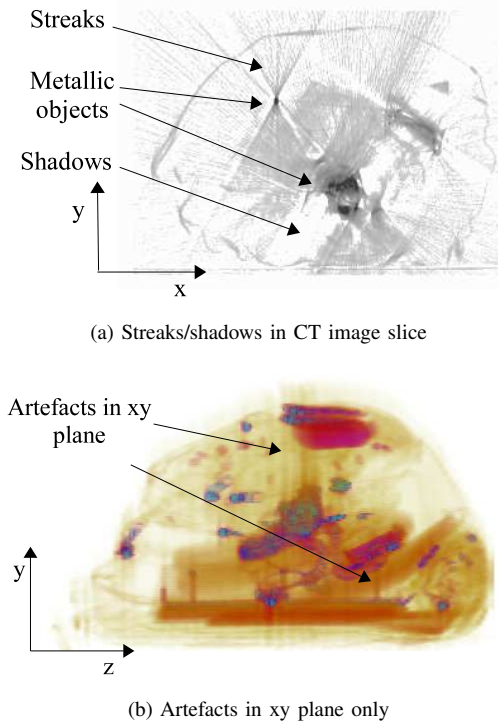 Streaks
Metallic
objects
Shadows
y
x
(a) Streaks/shadows in CT image slice
Artefacts in xy
plane
y
z
(b) Artefacts in xy plane only